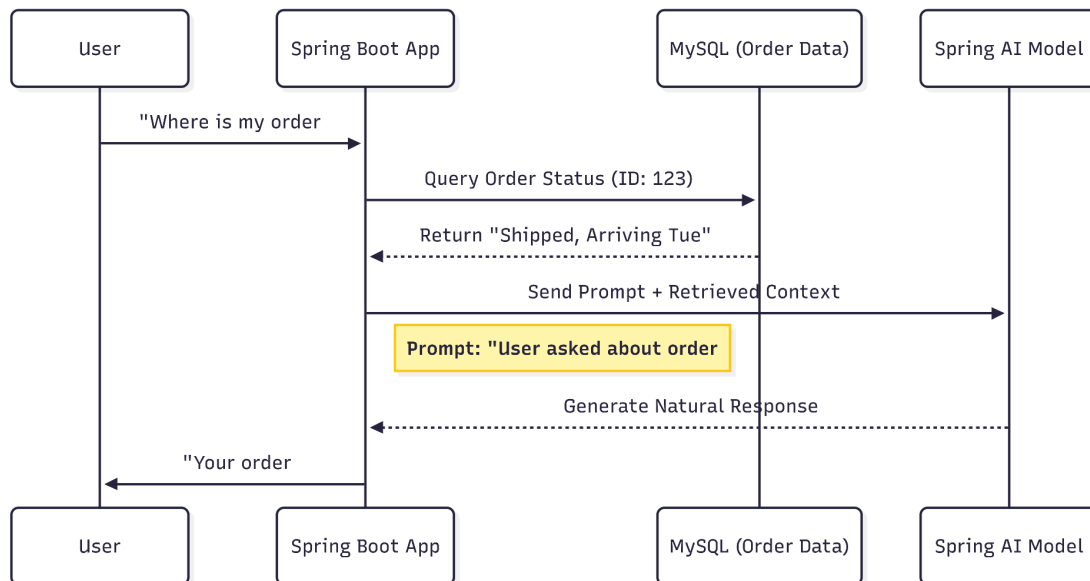 User
Spring Boot App
MySQL (Order Data)
Spring AI Model
"Where is my order
Query Order Status (ID: 123)
Return "Shipped, Arriving Tue"
Send Prompt + Retrieved Context
Prompt: "User asked about order
Generate Natural Response
"Your order
User
Spring Boot App
MySQL (Order Data)
Spring AI Model